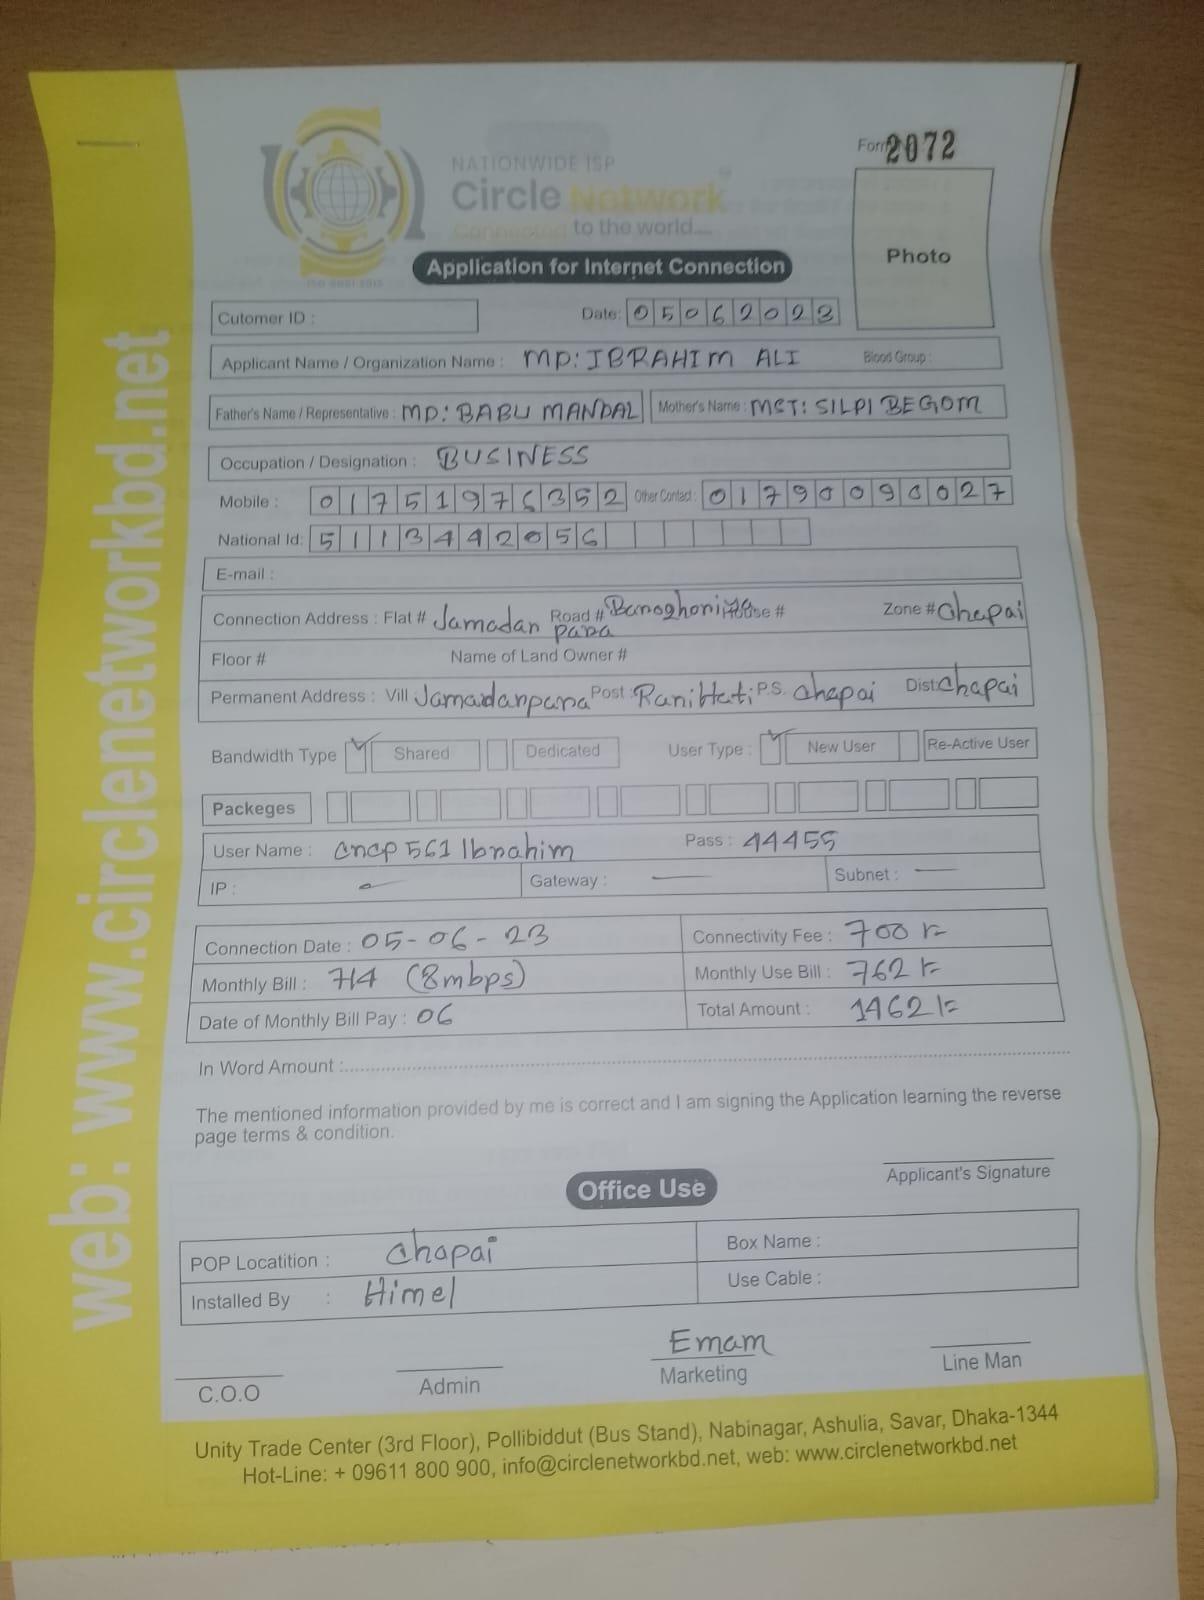 web: www.circlenetworkbd.net
Form 2072
NATIONWIDE ISP
Circle Network
Connected to the world....
ISO 9001:2015
Photo
Application for Internet Connection
Cutomer ID :
Date: 05062023
Applicant Name / Organization Name : MD: IBRAHIM ALI Blood Group :
Father's Name / Representative : MD: BABU MANDAL Mother's Name : MST: SILPI BEGOM
Occupation / Designation : BUSINESS
Mobile : 01751976352 Other Contact : 01790090027
National Id: 5113442056
E-mail :
Connection Address : Flat # Jamadan para Road # House # Zone # Chapai
Floor # Name of Land Owner #
Permanent Address : Vill Jamadanpara Post : Ranihati P.S. Chapai Dist: Chapai
Bandwidth Type Shared Dedicated User Type : New User Re-Active User
Packeges
User Name : cncp561 Ibrahim Pass : 44455
IP : — Gateway : — Subnet : —
Connection Date : 05-06-23 Connectivity Fee : 700 /=
Monthly Bill : 714 (8mbps) Monthly Use Bill : 762 /=
Date of Monthly Bill Pay : 06 Total Amount : 1462 /=
In Word Amount :
The mentioned information provided by me is correct and I am signing the Application learning the reverse
page terms & condition.
Applicant's Signature
Office Use
POP Locatition : Chapai Box Name :
Installed By : Himel Use Cable :
Emam
C.O.O Admin Marketing Line Man
Unity Trade Center (3rd Floor), Pollibiddut (Bus Stand), Nabinagar, Ashulia, Savar, Dhaka-1344
Hot-Line: + 09611 800 900, info@circlenetworkbd.net, web: www.circlenetworkbd.net